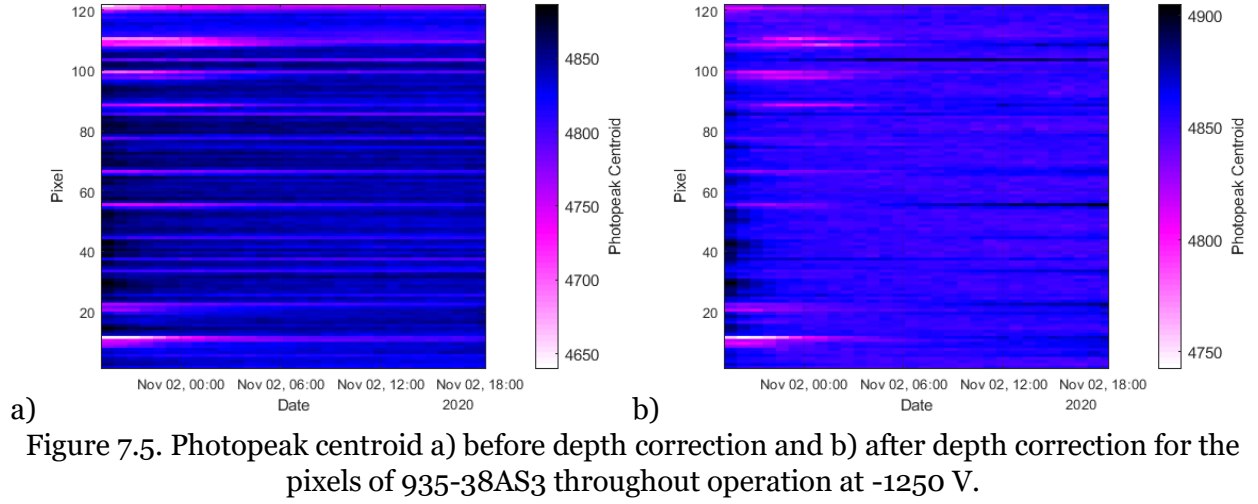 120
100
80
60
40
20
Pixel
Nov 02, 00:00 Nov 02, 06:00 Nov 02, 12:00 Nov 02, 18:00
Date
2020
4850
4800
4750
4700
4650
Photopeak Centroid
a)
120
100
80
60
40
20
Pixel
Nov 02, 00:00 Nov 02, 06:00 Nov 02, 12:00 Nov 02, 18:00
Date
2020
4900
4850
4800
4750
Photopeak Centroid
b)
Figure 7.5. Photopeak centroid a) before depth correction and b) after depth correction for the
pixels of 935-38AS3 throughout operation at -1250 V.